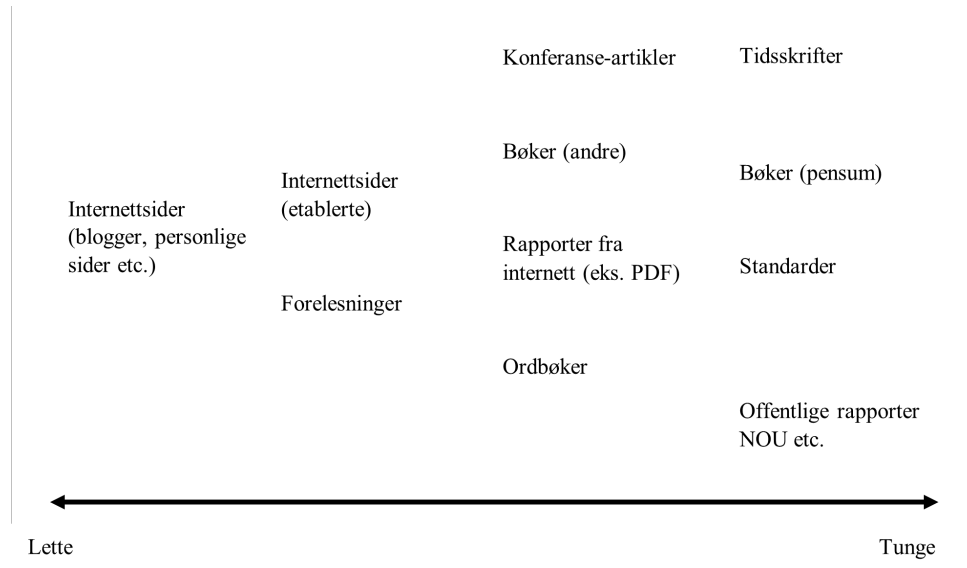 Internettsider
(blogger, personlige
sider etc.)
Internettsider
(etablerte)
Forelesninger
Konferanse-artikler
Bøker (andre)
Rapporter fra
internett (eks. PDF)
Ordbøker
Tidsskrifter
Bøker (pensum)
Standarder
Offentlige rapporter
NOU etc.
Lette
Tunge